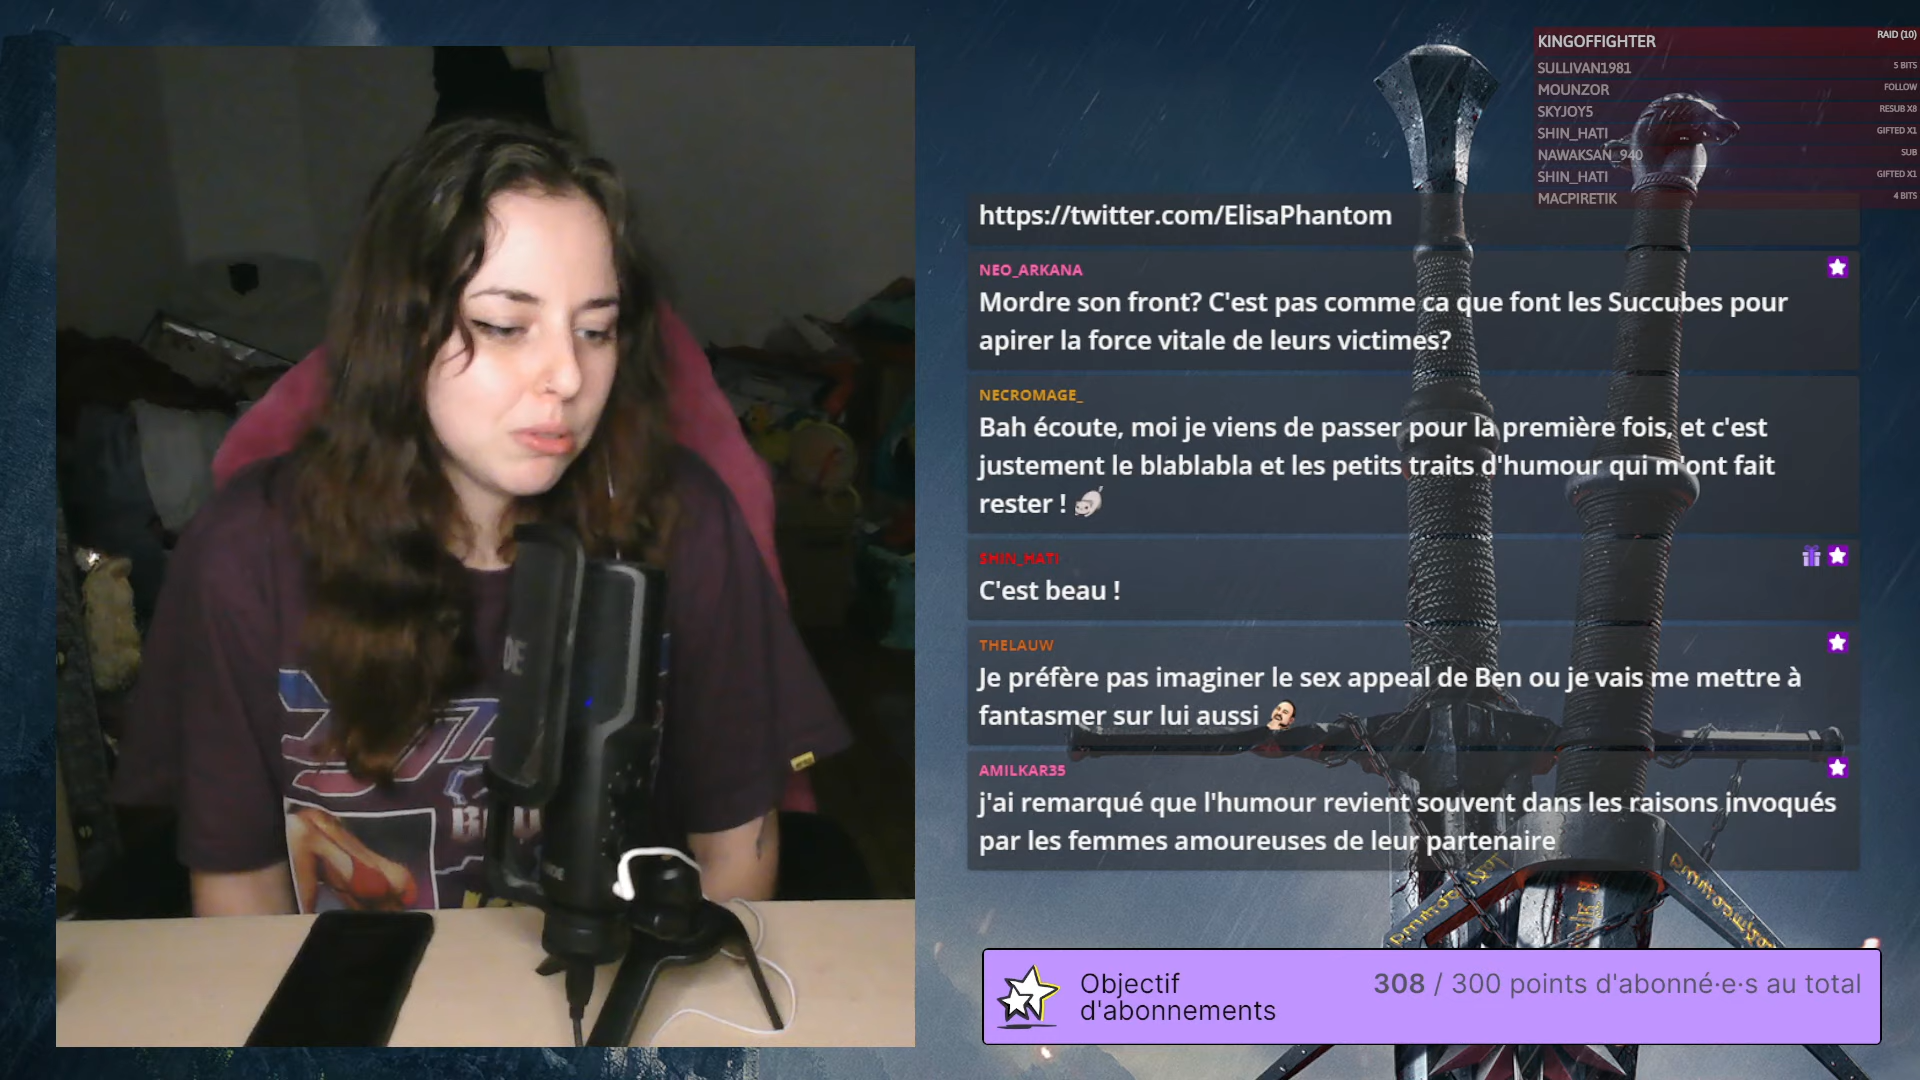 KINGOFFIGHTER RAID (10)
SULLIVAN1981 5 BITS
MOUNZOR FOLLOW
SKYJOY5 RESUB X8
SHIN_HATI GIFTED X1
NAWAKSAN_940 SUB
SHIN_HATI GIFTED X1
MACPIRETIK 4 BITS
https://twitter.com/ElisaPhantom
NEO_ARKANA
Mordre son front? C'est pas comme ca que font les Succubes pour
apirer la force vitale de leurs victimes?
NECROMAGE_
Bah écoute, moi je viens de passer pour la première fois, et c'est
justement le blablabla et les petits traits d'humour qui m'ont fait
rester !
SHIN_HATI
C'est beau !
THELAUW
Je préfère pas imaginer le sex appeal de Ben ou je vais me mettre à
fantasmer sur lui aussi
AMILKAR35
j'ai remarqué que l'humour revient souvent dans les raisons invoqués
par les femmes amoureuses de leur partenaire
Objectif
d'abonnements
308 / 300 points d'abonné·e·s au total